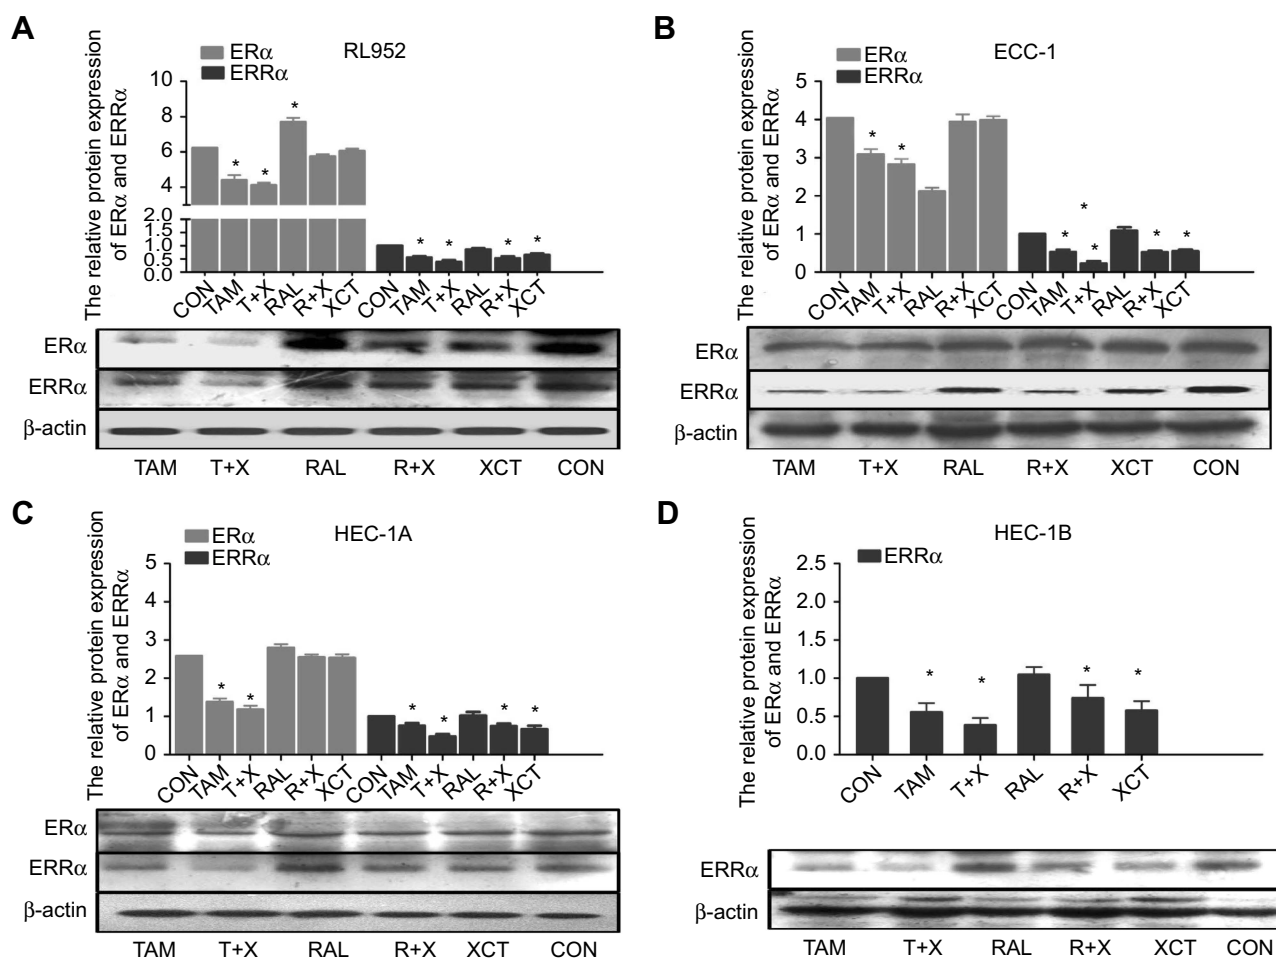 A
RL952
ERα
ERRα
The relative protein expression
of ERα and ERRα
10
8
6
4
2.0
1.5
1.0
0.5
0.0
* * * * * * *
CON TAM T+X RAL R+X XCT CON TAM T+X RAL R+X XCT
ERα
ERRα
β-actin
TAM T+X RAL R+X XCT CON
B
ECC-1
ERα
ERRα
The relative protein expression
of ERα and ERRα
5
4
3
2
1
0
* * * * * * *
CON TAM T+X RAL R+X XCT CON TAM T+X RAL R+X XCT
ERα
ERRα
β-actin
TAM T+X RAL R+X XCT CON
C
HEC-1A
ERα
ERRα
The relative protein expression
of ERα and ERRα
5
4
3
2
1
0
* * * * * *
CON TAM T+X RAL R+X XCT CON TAM T+X RAL R+X XCT
ERα
ERRα
β-actin
TAM T+X RAL R+X XCT CON
D
HEC-1B
ERRα
The relative protein expression
of ERα and ERRα
2.5
2.0
1.5
1.0
0.5
0.0
* * * *
CON TAM T+X RAL R+X XCT
ERRα
β-actin
TAM T+X RAL R+X XCT CON